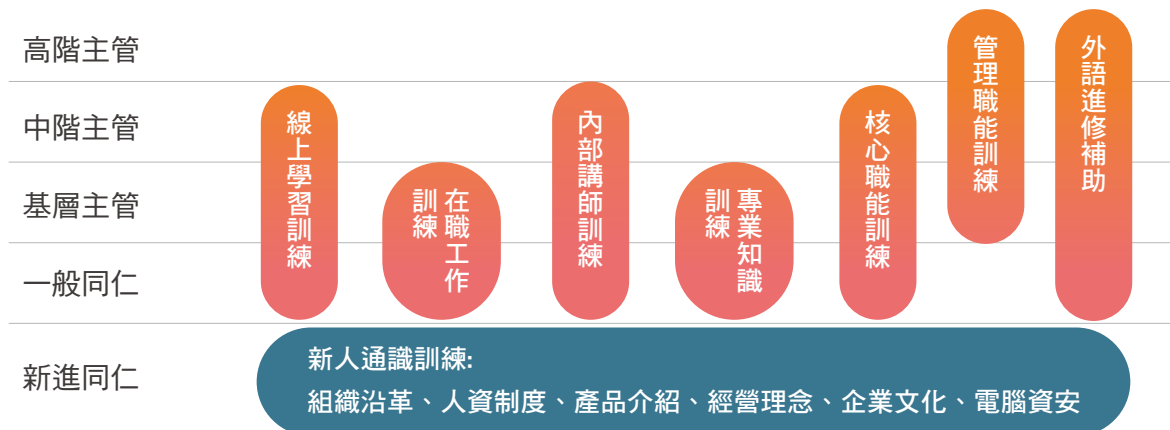 高階主管
中階主管
基層主管
一般同仁
新進同仁
線上學習訓練
在職工作
訓練
內部講師訓練
專業知識
訓練
核心職能訓練
管理職能訓練
外語進修補助
新人通識訓練:
組織沿革、人資制度、產品介紹、經營理念、企業文化、電腦資安